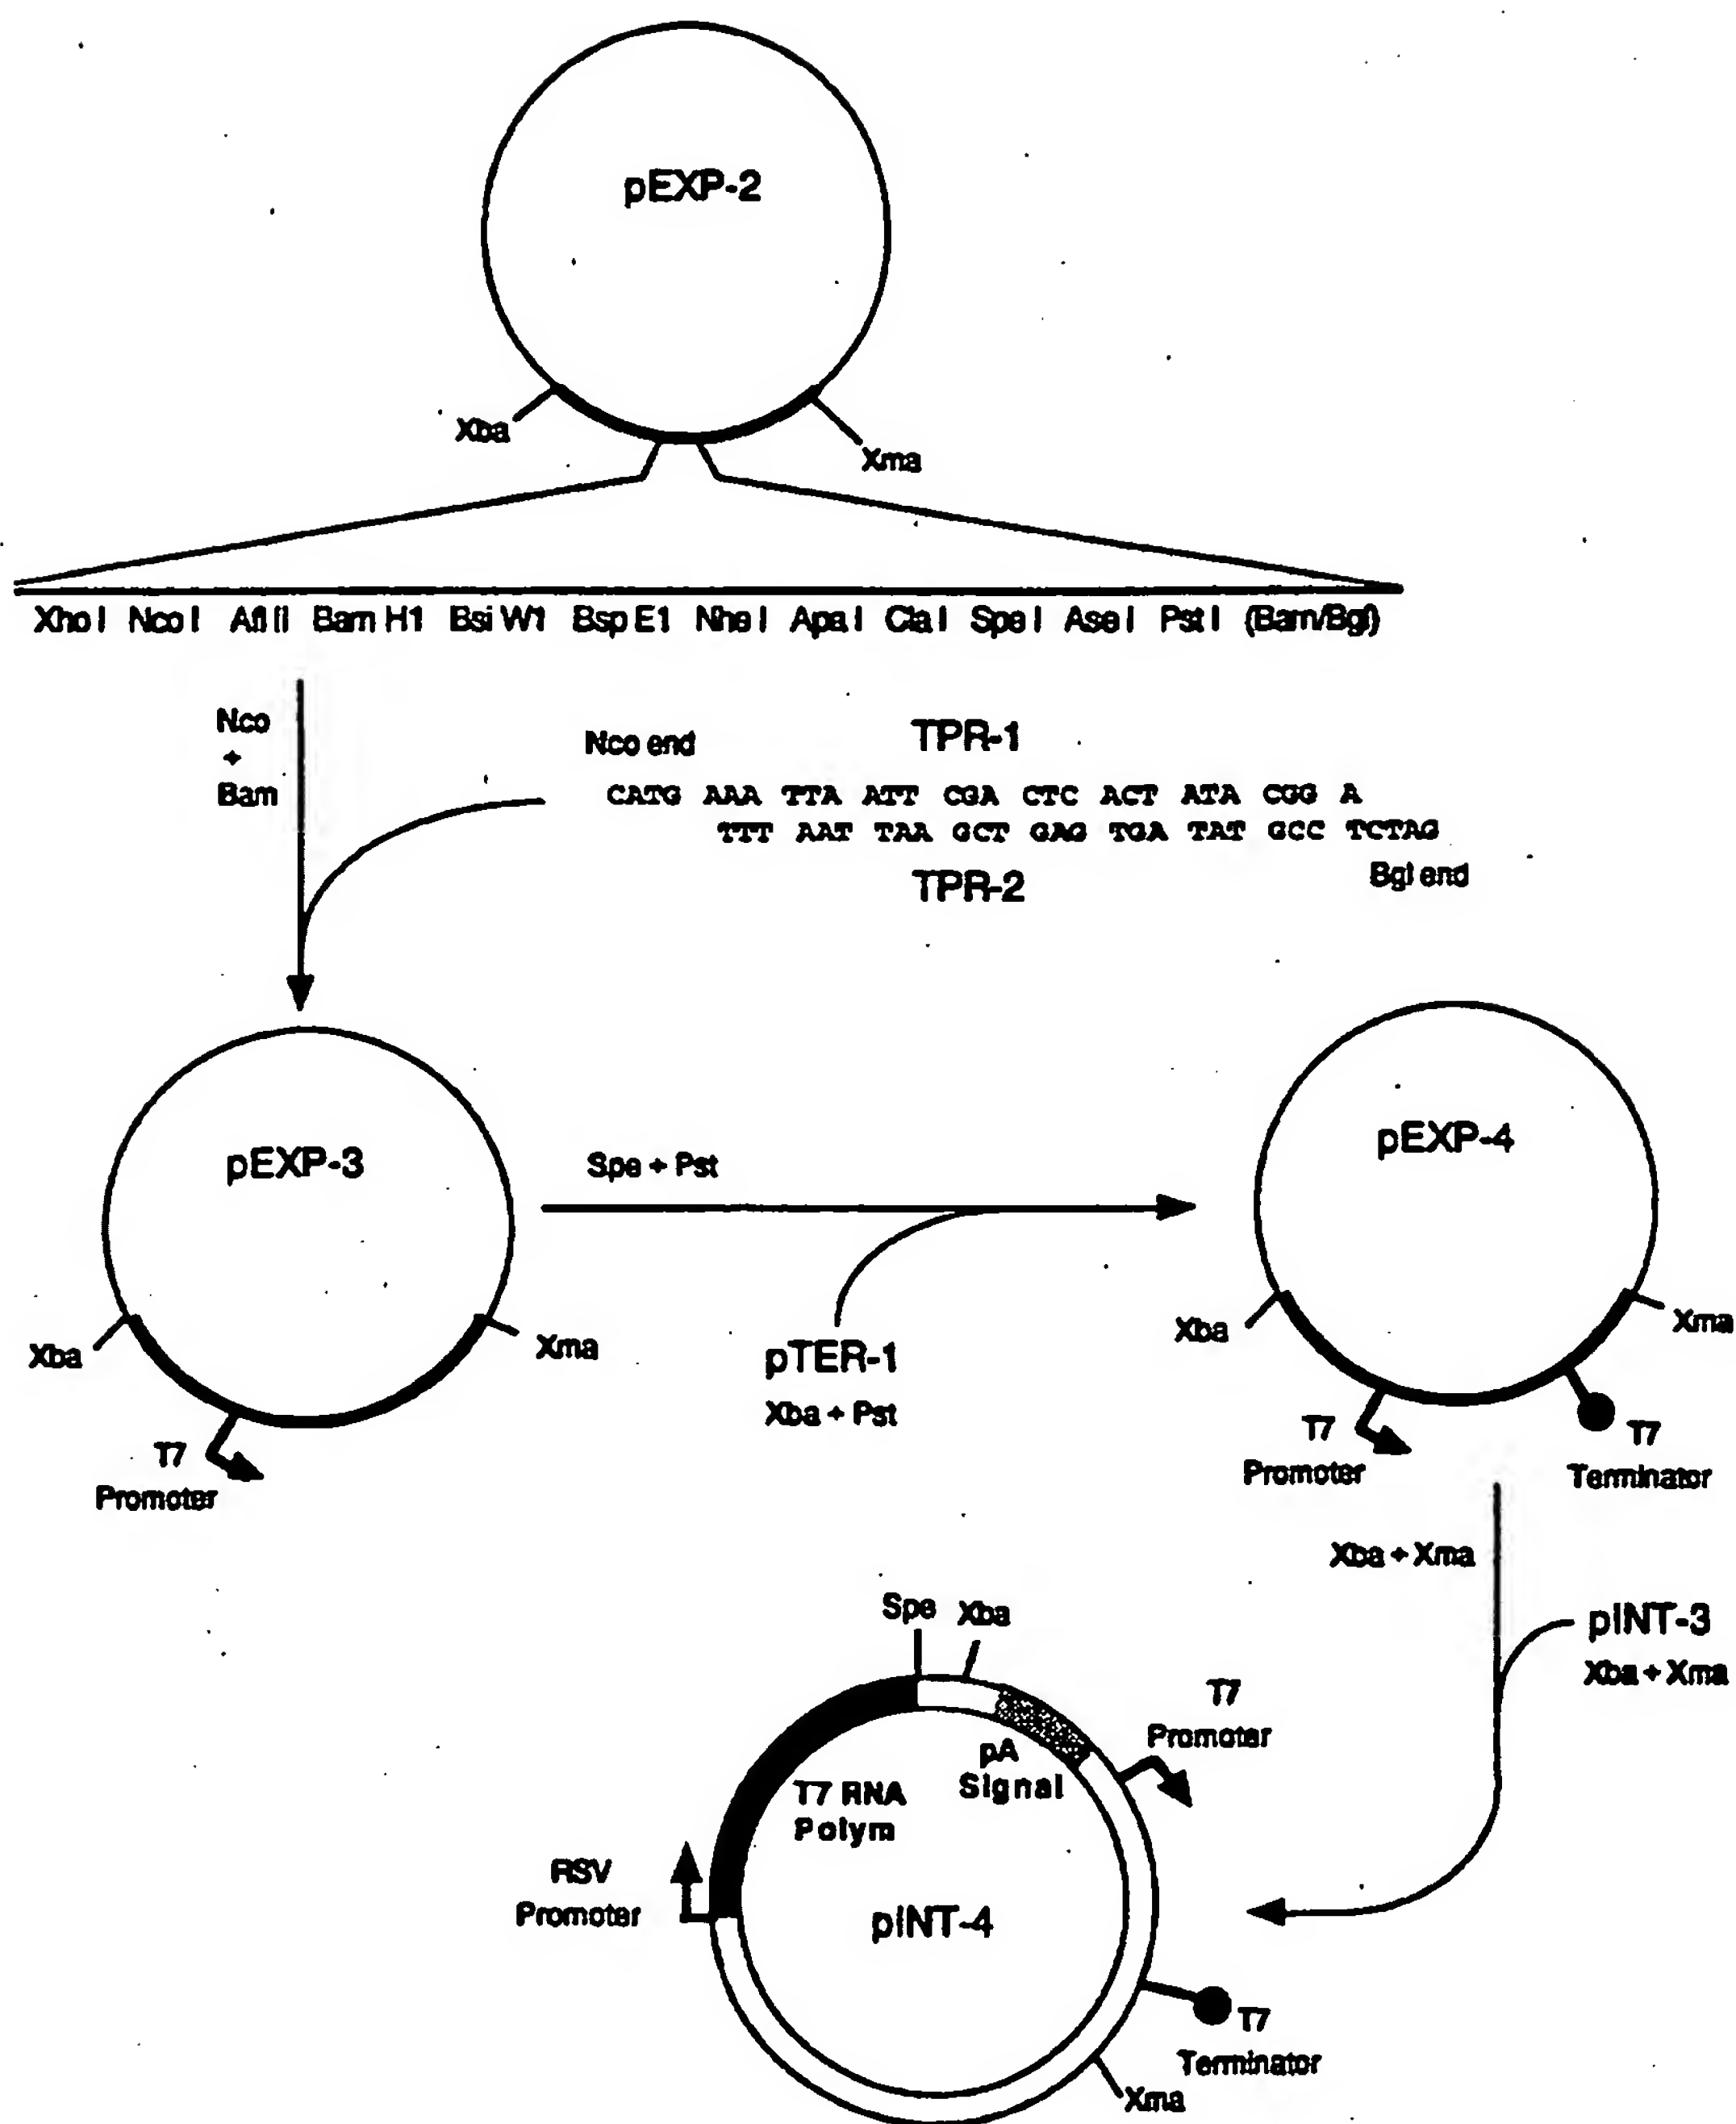 pEXP-2
Xba
Xma
Xho I Nco I Afl II Bam H1 Bsi W1 Bsp E1 Nhe I Apa I Cla I Spe I Ase I Pst I (Bam/Bgl)
Nco
+
Bam
Nco end
TPR-1
CATG AAA TTA ATT CGA CTC ACT ATA CGG A
TTT AAT TAA GCT GAG TGA TAT GCC TCTAG
Bgl end
TPR-2
pEXP-3
Spe + Pst
pEXP-4
Xba
Xma
pTER-1
Xba + Pst
Xba
Xma
T7
Promoter
T7
Promoter
T7
Terminator
Xba + Xma
pINT-3
Xba + Xma
Spe
Xba
T7
Promoter
pA
Signal
T7 RNA
Polym
RSV
Promoter
pINT-4
T7
Terminator
Xma